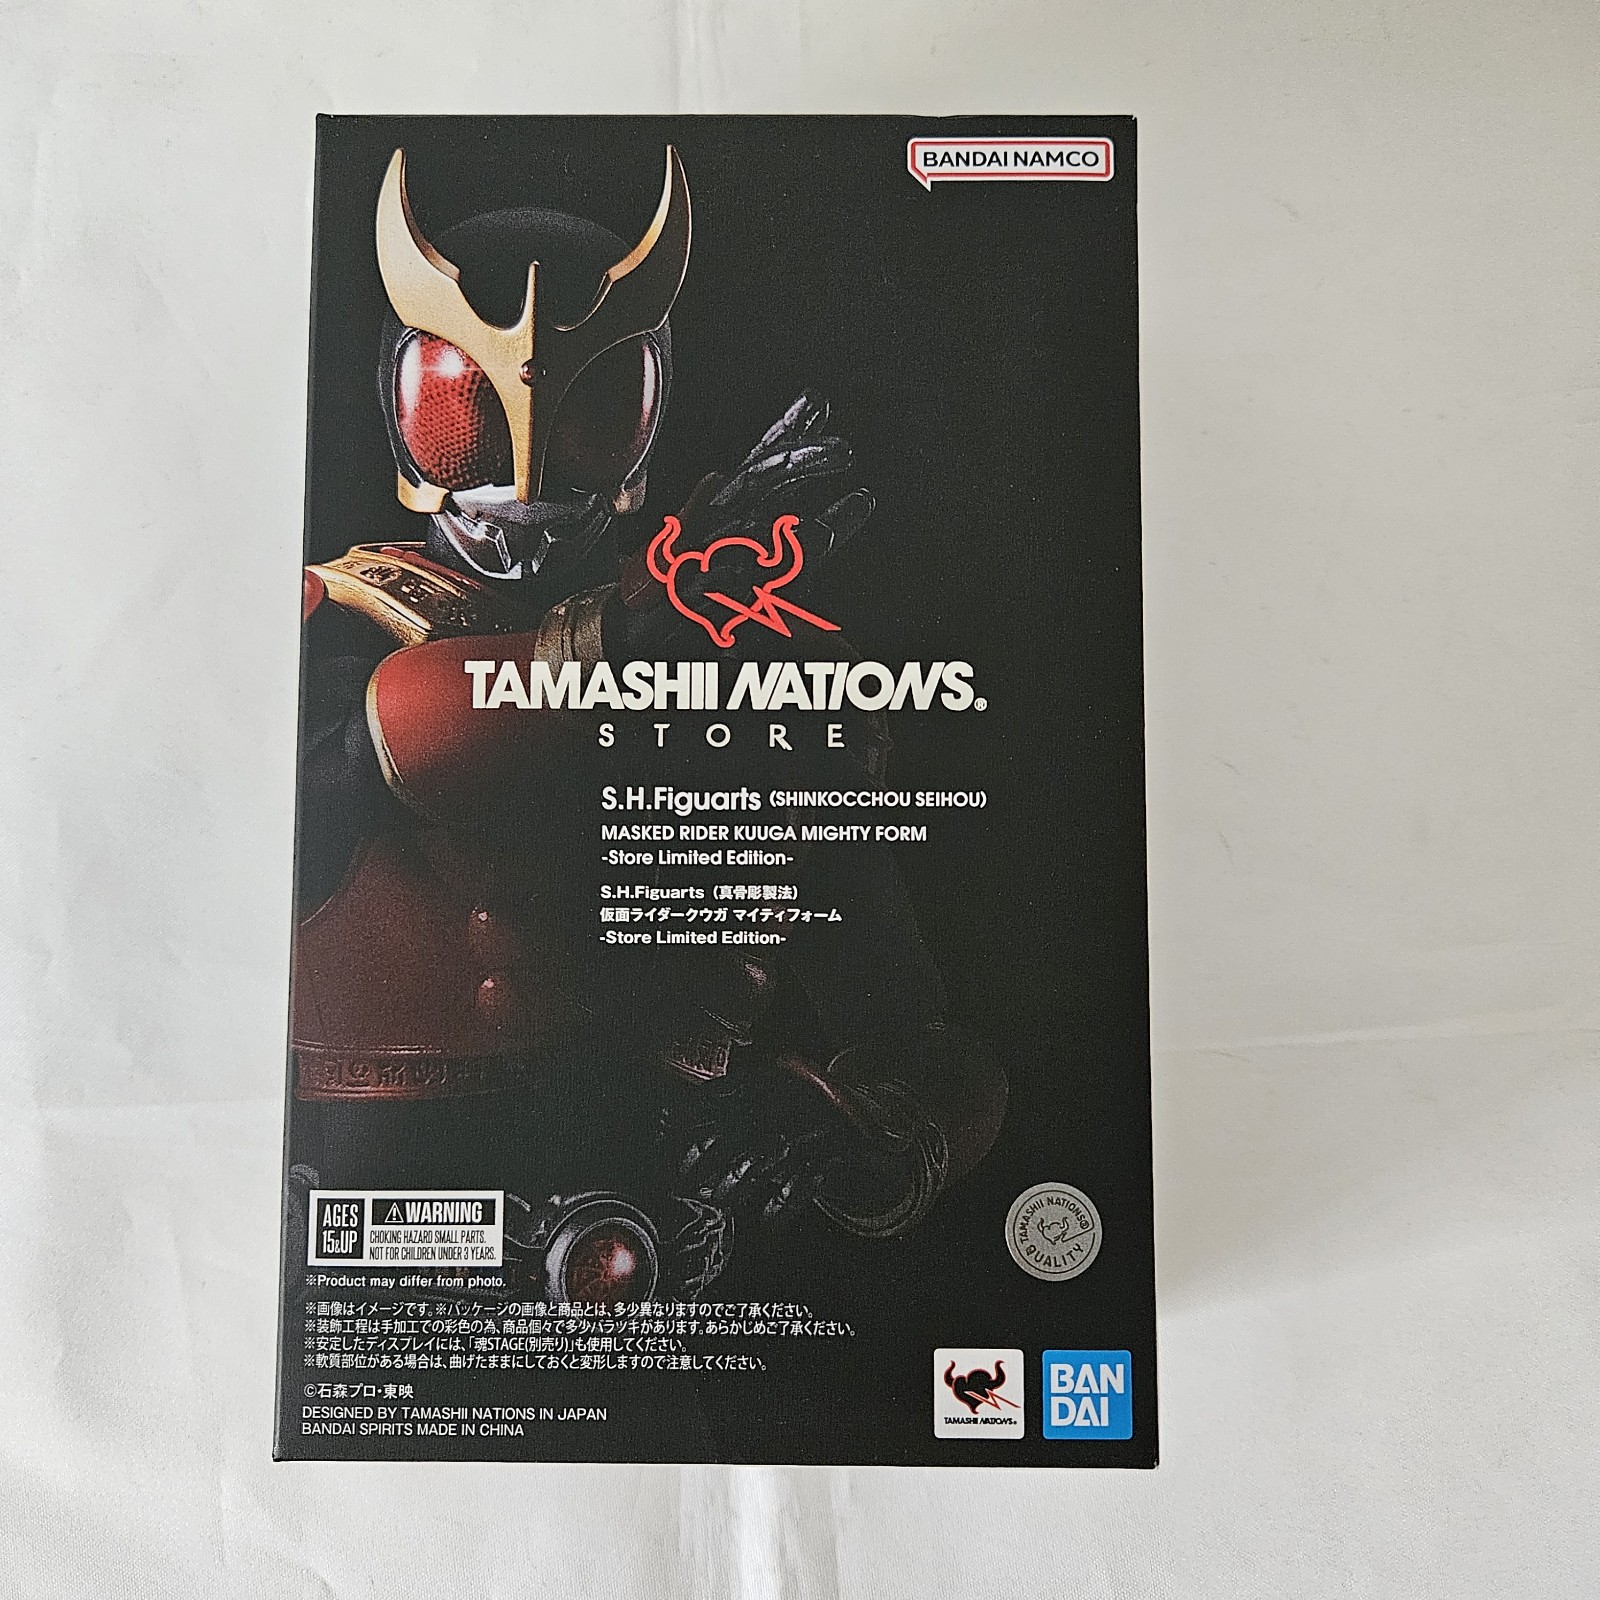 BANDAI NAMCO
TAMASHII NATIONS®
STORE
S.H.Figuarts (SHINKOCCHOU SEIHOU)
MASKED RIDER KUUGA MIGHTY FORM
-Store Limited Edition-
S.H.Figuarts（真骨彫製法）
仮面ライダークウガ マイティフォーム
-Store Limited Edition-
TAMASHII NATIONS®
QUALITY
AGES
15&UP
⚠WARNING
CHOKING HAZARD SMALL PARTS.
NOT FOR CHILDREN UNDER 3 YEARS.
※Product may differ from photo.
※画像はイメージです。※パッケージの画像と商品とは、多少異なりますのでご了承ください。
※装飾工程は手加工での彩色の為、商品個々で多少バラツキがあります。あらかじめご了承ください。
※安定したディスプレイには、「魂STAGE(別売り)」も使用してください。
※軟質部位がある場合は、曲げたままにしておくと変形しますので注意してください。
©石森プロ・東映
DESIGNED BY TAMASHII NATIONS IN JAPAN
BANDAI SPIRITS MADE IN CHINA
TAMASHII NATIONS®
BAN
DAI